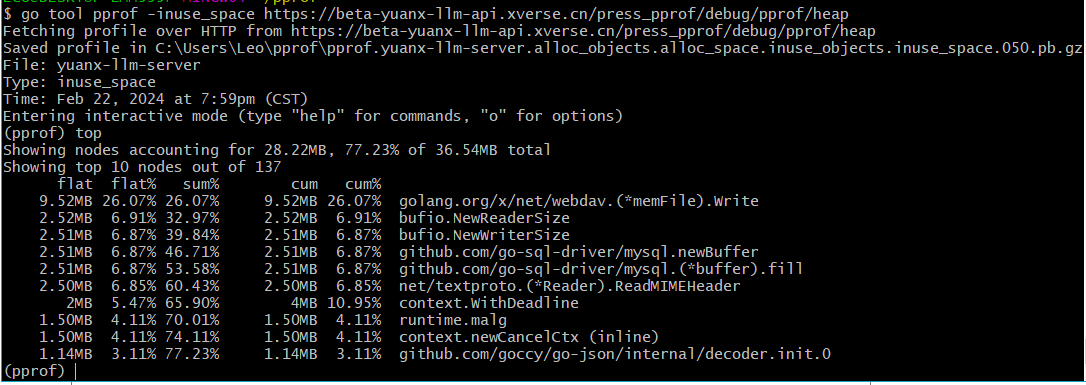 $ go tool pprof -inuse_space https://beta-yuanx-llm-api.xverse.cn/press_pprof/debug/pprof/heap
Fetching profile over HTTP from https://beta-yuanx-llm-api.xverse.cn/press_pprof/debug/pprof/heap
Saved profile in C:\Users\Leo\pprof\pprof.yuanx-llm-server.alloc_objects.alloc_space.inuse_objects.inuse_space.050.pb.gz
File: yuanx-llm-server
Type: inuse_space
Time: Feb 22, 2024 at 7:59pm (CST)
Entering interactive mode (type "help" for commands, "o" for options)
(pprof) top
Showing nodes accounting for 28.22MB, 77.23% of 36.54MB total
Showing top 10 nodes out of 137
flat flat% sum% cum cum%
9.52MB 26.07% 26.07% 9.52MB 26.07% golang.org/x/net/webdav.(*memFile).Write
2.52MB 6.91% 32.97% 2.52MB 6.91% bufio.NewReaderSize
2.51MB 6.87% 39.84% 2.51MB 6.87% bufio.NewWriterSize
2.51MB 6.87% 46.71% 2.51MB 6.87% github.com/go-sql-driver/mysql.newBuffer
2.51MB 6.87% 53.58% 2.51MB 6.87% github.com/go-sql-driver/mysql.(*buffer).fill
2.50MB 6.85% 60.43% 2.50MB 6.85% net/textproto.(*Reader).ReadMIMEHeader
2MB 5.47% 65.90% 4MB 10.95% context.WithDeadline
1.50MB 4.11% 70.01% 1.50MB 4.11% runtime.malg
1.50MB 4.11% 74.11% 1.50MB 4.11% context.newCancelCtx (inline)
1.14MB 3.11% 77.23% 1.14MB 3.11% github.com/goccy/go-json/internal/decoder.init.0
(pprof)